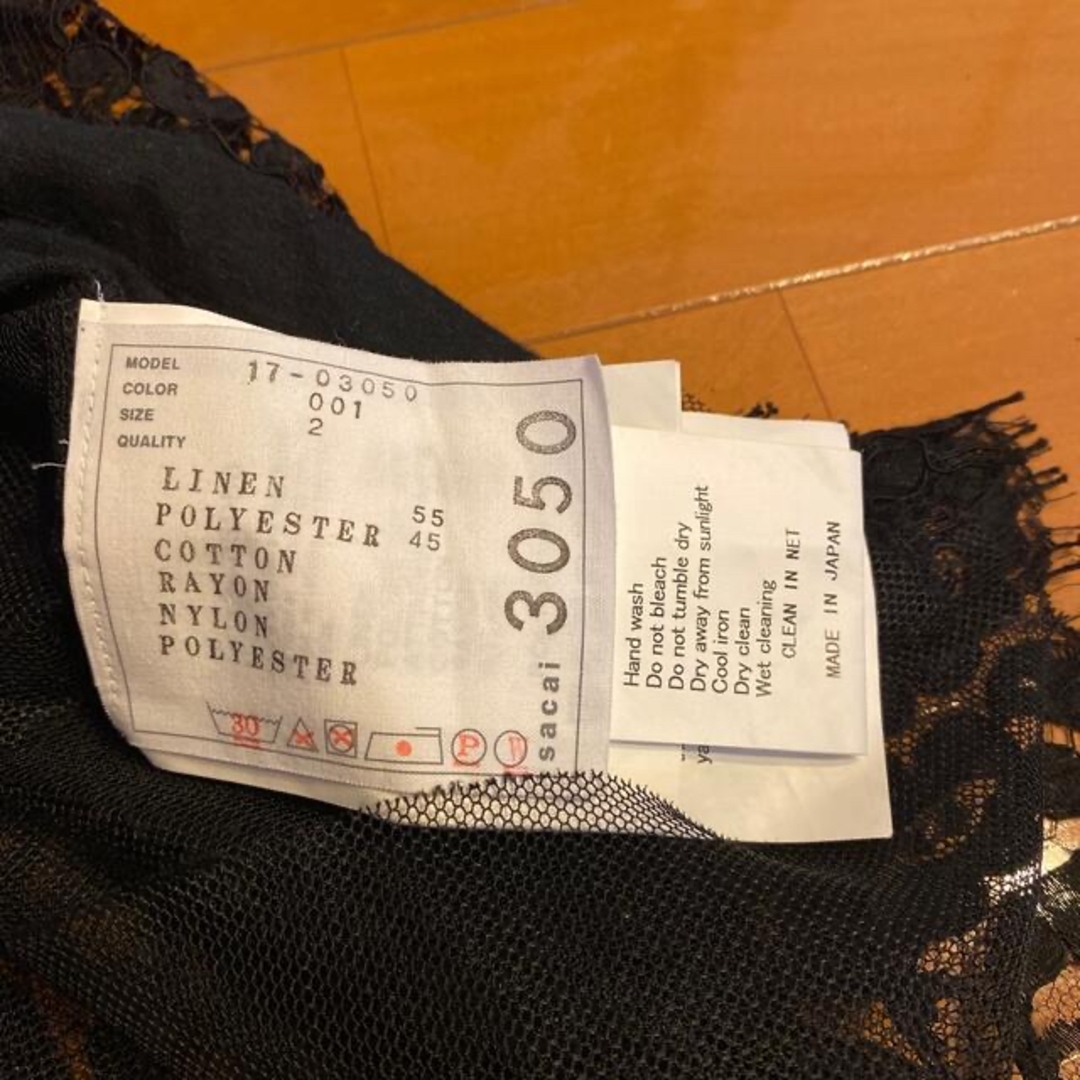 MODEL 17-03050
COLOR 001
SIZE 2
QUALITY
LINEN 55
POLYESTER 45
COTTON
RAYON
NYLON
POLYESTER
30
P
sacai 3050
Hand wash
Do not bleach
Do not tumble dry
Dry away from sunlight
Cool iron
Dry clean
Wet cleaning
CLEAN IN NET
MADE IN JAPAN